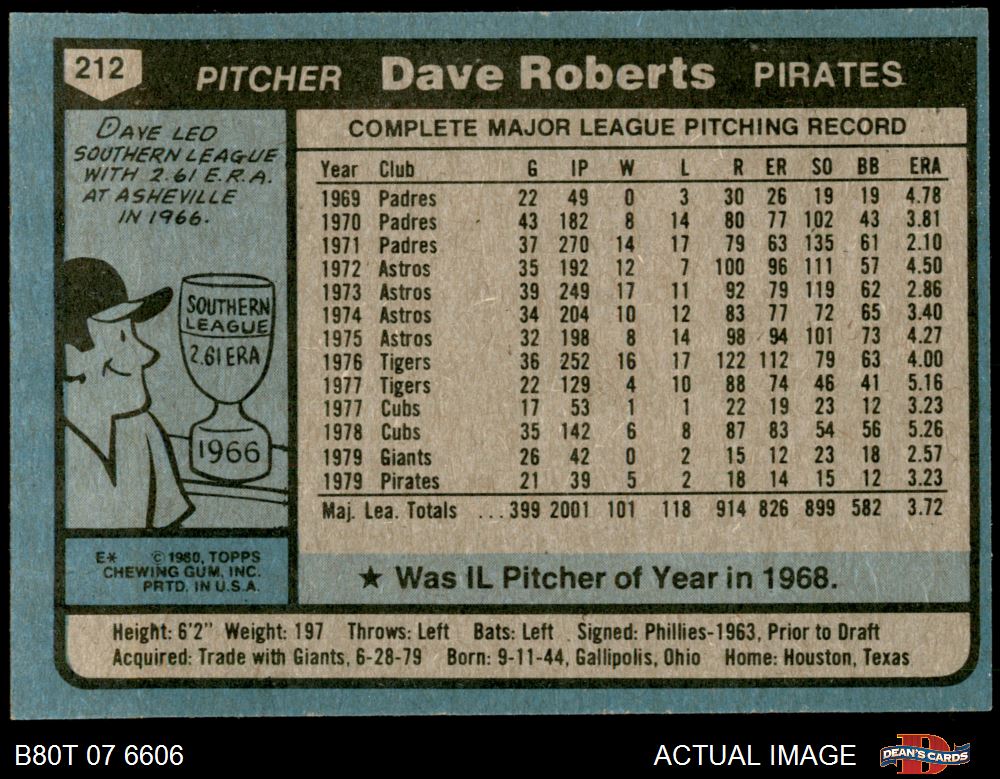 212 PITCHER Dave Roberts PIRATES
DAVE LED
SOUTHERN LEAGUE
WITH 2.61 E.R.A.
AT ASHEVILLE
IN 1966.
SOUTHERN
LEAGUE
2.61 ERA
1966
E* © 1980, TOPPS
CHEWING GUM, INC.
PRTD. IN U.S.A.
COMPLETE MAJOR LEAGUE PITCHING RECORD
Year Club G IP W L R ER SO BB ERA
1969 Padres 22 49 0 3 30 26 19 19 4.78
1970 Padres 43 182 8 14 80 77 102 43 3.81
1971 Padres 37 270 14 17 79 63 135 61 2.10
1972 Astros 35 192 12 7 100 96 111 57 4.50
1973 Astros 39 249 17 11 92 79 119 62 2.86
1974 Astros 34 204 10 12 83 77 72 65 3.40
1975 Astros 32 198 8 14 98 94 101 73 4.27
1976 Tigers 36 252 16 17 122 112 79 63 4.00
1977 Tigers 22 129 4 10 88 74 46 41 5.16
1977 Cubs 17 53 1 1 22 19 23 12 3.23
1978 Cubs 35 142 6 8 87 83 54 56 5.26
1979 Giants 26 42 0 2 15 12 23 18 2.57
1979 Pirates 21 39 5 2 18 14 15 12 3.23
Maj. Lea. Totals ...399 2001 101 118 914 826 899 582 3.72
★ Was IL Pitcher of Year in 1968.
Height: 6'2" Weight: 197 Throws: Left Bats: Left Signed: Phillies-1963, Prior to Draft
Acquired: Trade with Giants, 6-28-79 Born: 9-11-44, Gallipolis, Ohio Home: Houston, Texas
B80T 07 6606 ACTUAL IMAGE DEAN'S CARDS